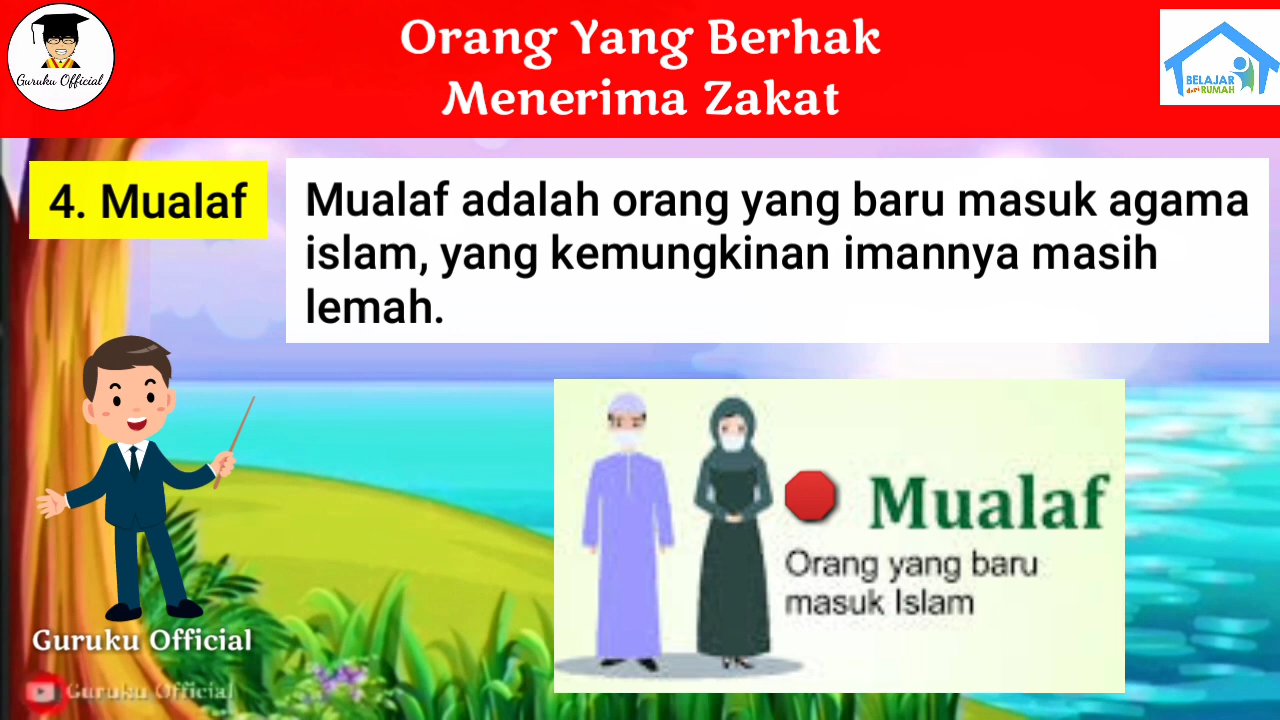 Guruku Official
Orang Yang Berhak
Menerima Zakat
BELAJAR
dari RUMAH
4. Mualaf
Mualaf adalah orang yang baru masuk agama
islam, yang kemungkinan imannya masih
lemah.
Mualaf
Orang yang baru
masuk Islam
Guruku Official
Guruku Official